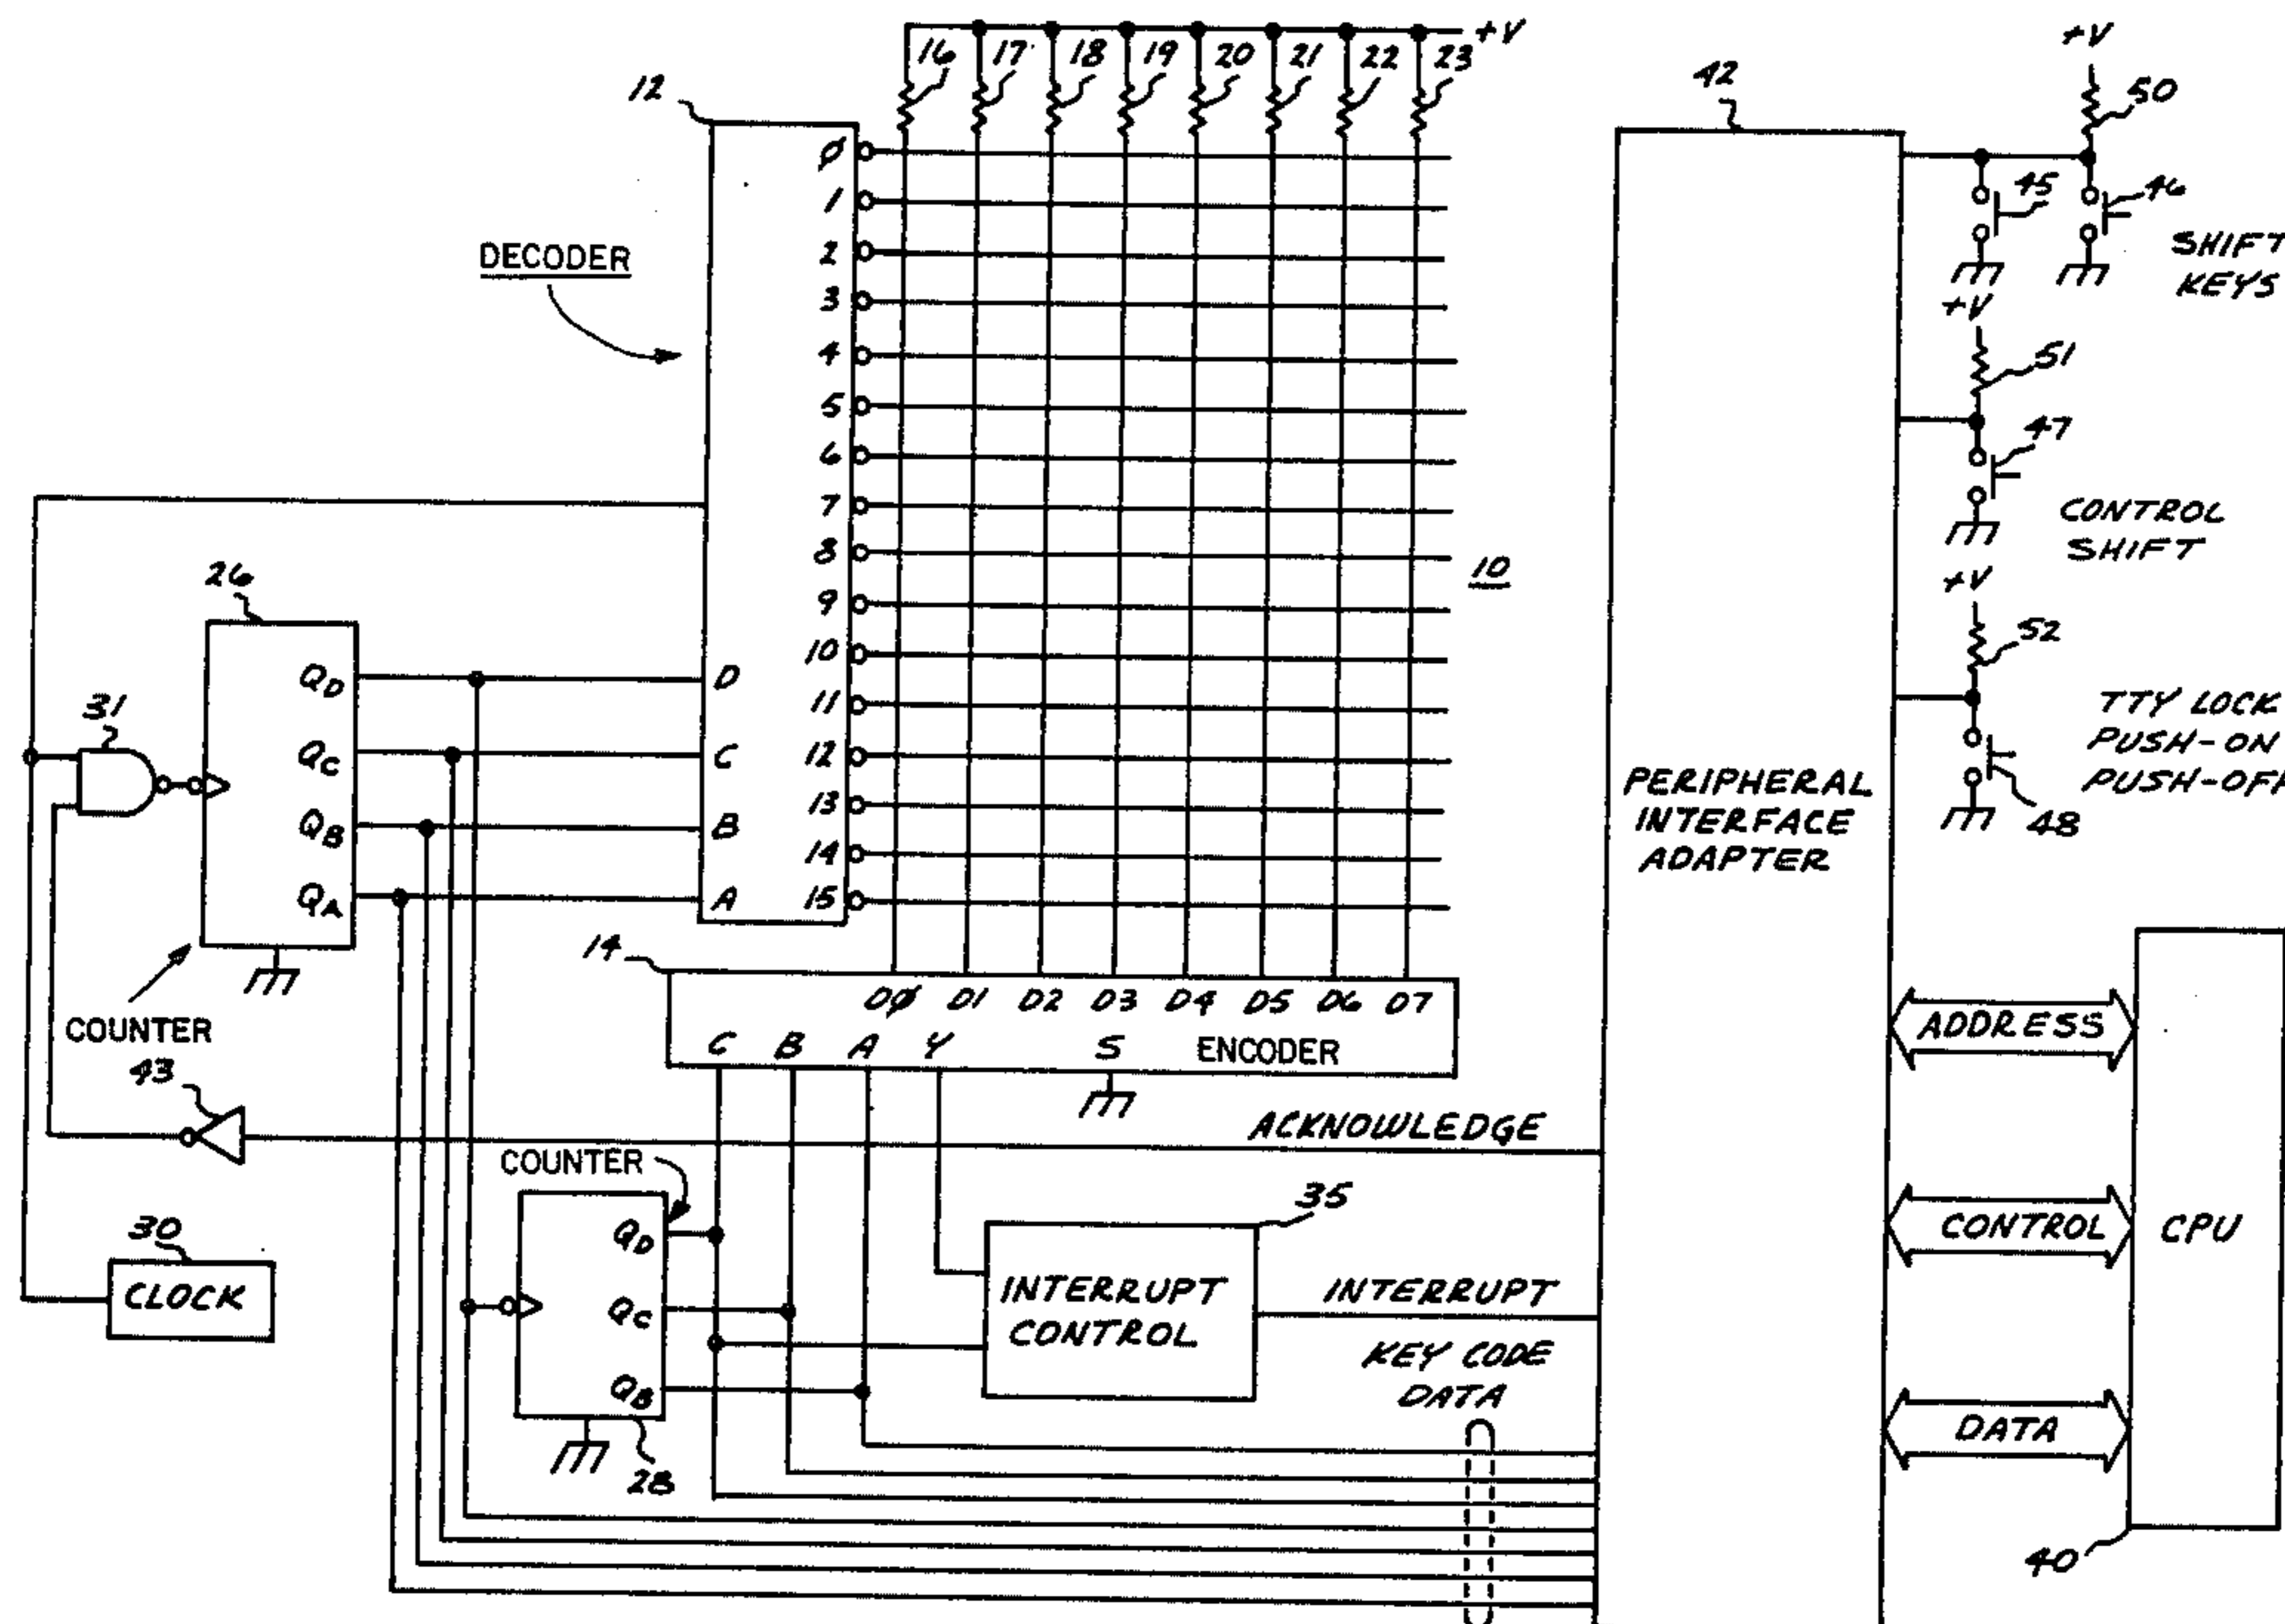 16 17 18 19 20 21 22 23 +V
12
42
+V
50
0
1
2
3
4
5
6
7
8
9
10
11
12
13
14
15
DECODER
D
C
B
A
10
45 46
SHIFT
KEYS
+V
51
47
CONTROL
SHIFT
+V
52
TTY LOCK
PUSH-ON
PUSH-OFF
48
PERIPHERAL
INTERFACE
ADAPTER
26
31
QD
QC
QB
QA
COUNTER
43
14
D0 D1 D2 D3 D4 D5 D6 D7
C B A Y S ENCODER
ACKNOWLEDGE
COUNTER
30
CLOCK
QD
QC
QB
28
35
INTERRUPT
CONTROL
INTERRUPT
KEY CODE
DATA
ADDRESS
CONTROL
DATA
CPU
40